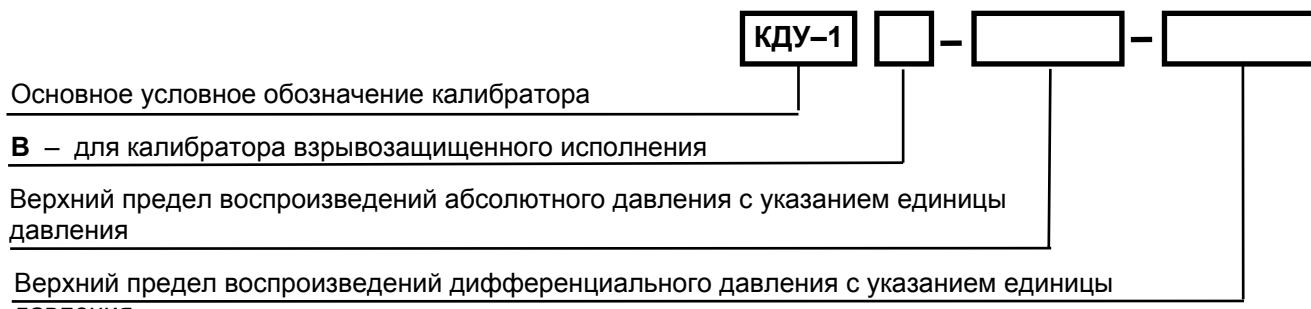 КДУ–1 – –
Основное условное обозначение калибратора
В – для калибратора взрывозащищенного исполнения
Верхний предел воспроизведений абсолютного давления с указанием единицы
давления
Верхний предел воспроизведений дифференциального давления с указанием единицы